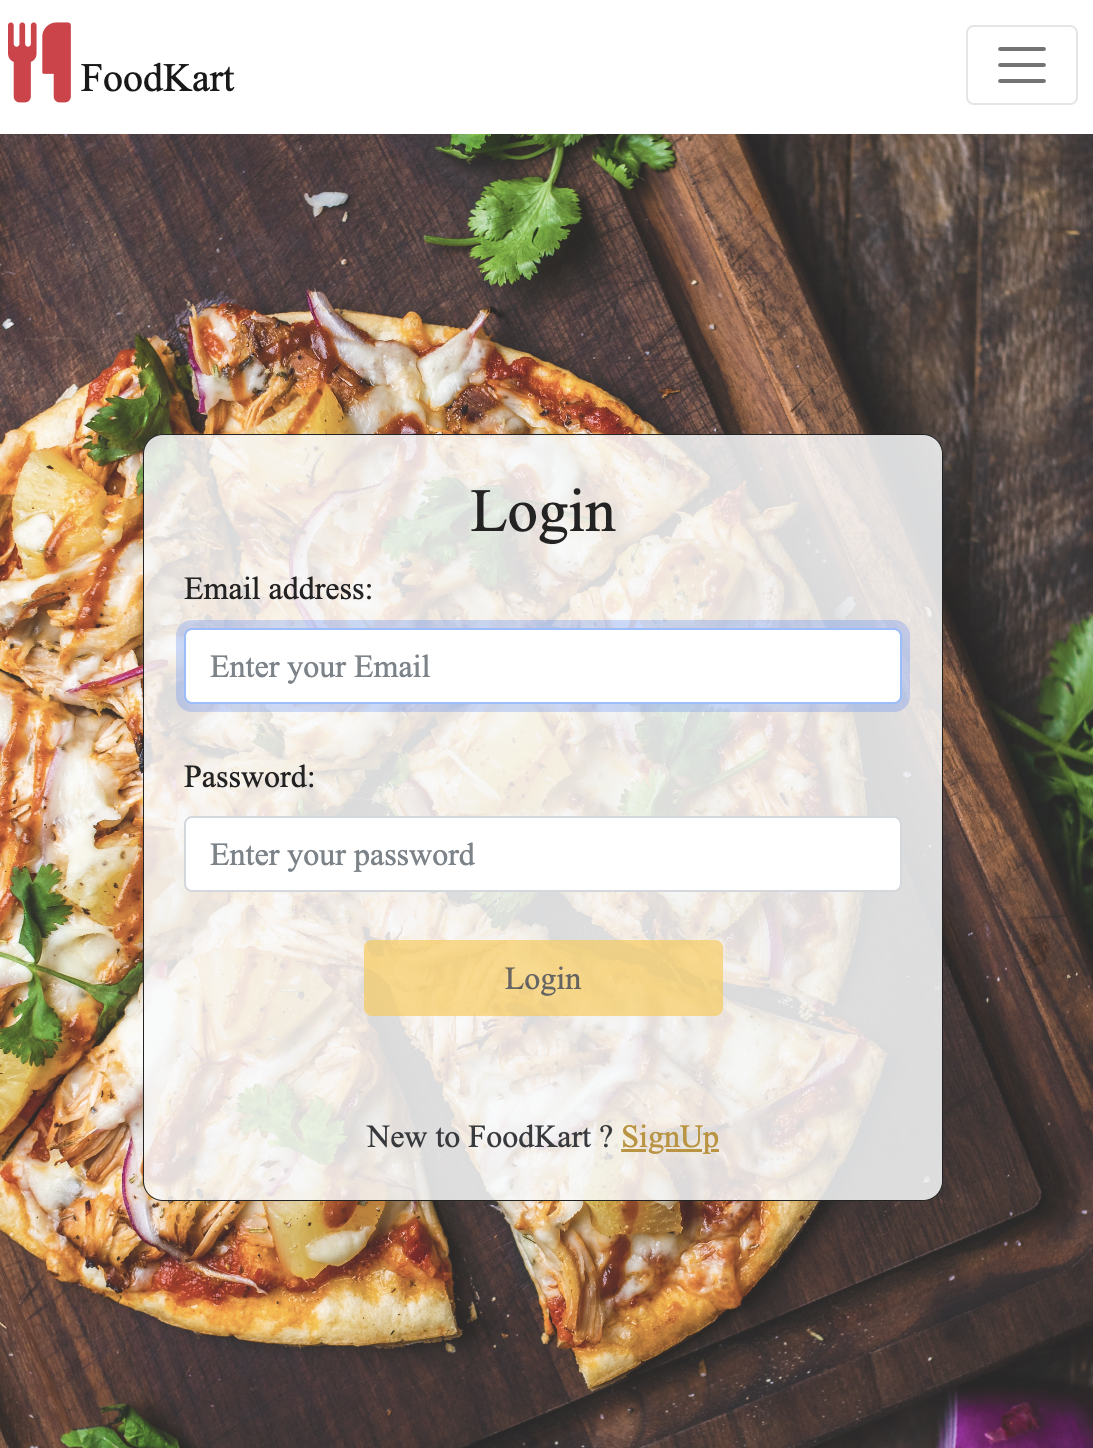 FoodKart
Login
Email address:
Enter your Email
Password:
Enter your password
Login
New to FoodKart ? SignUp